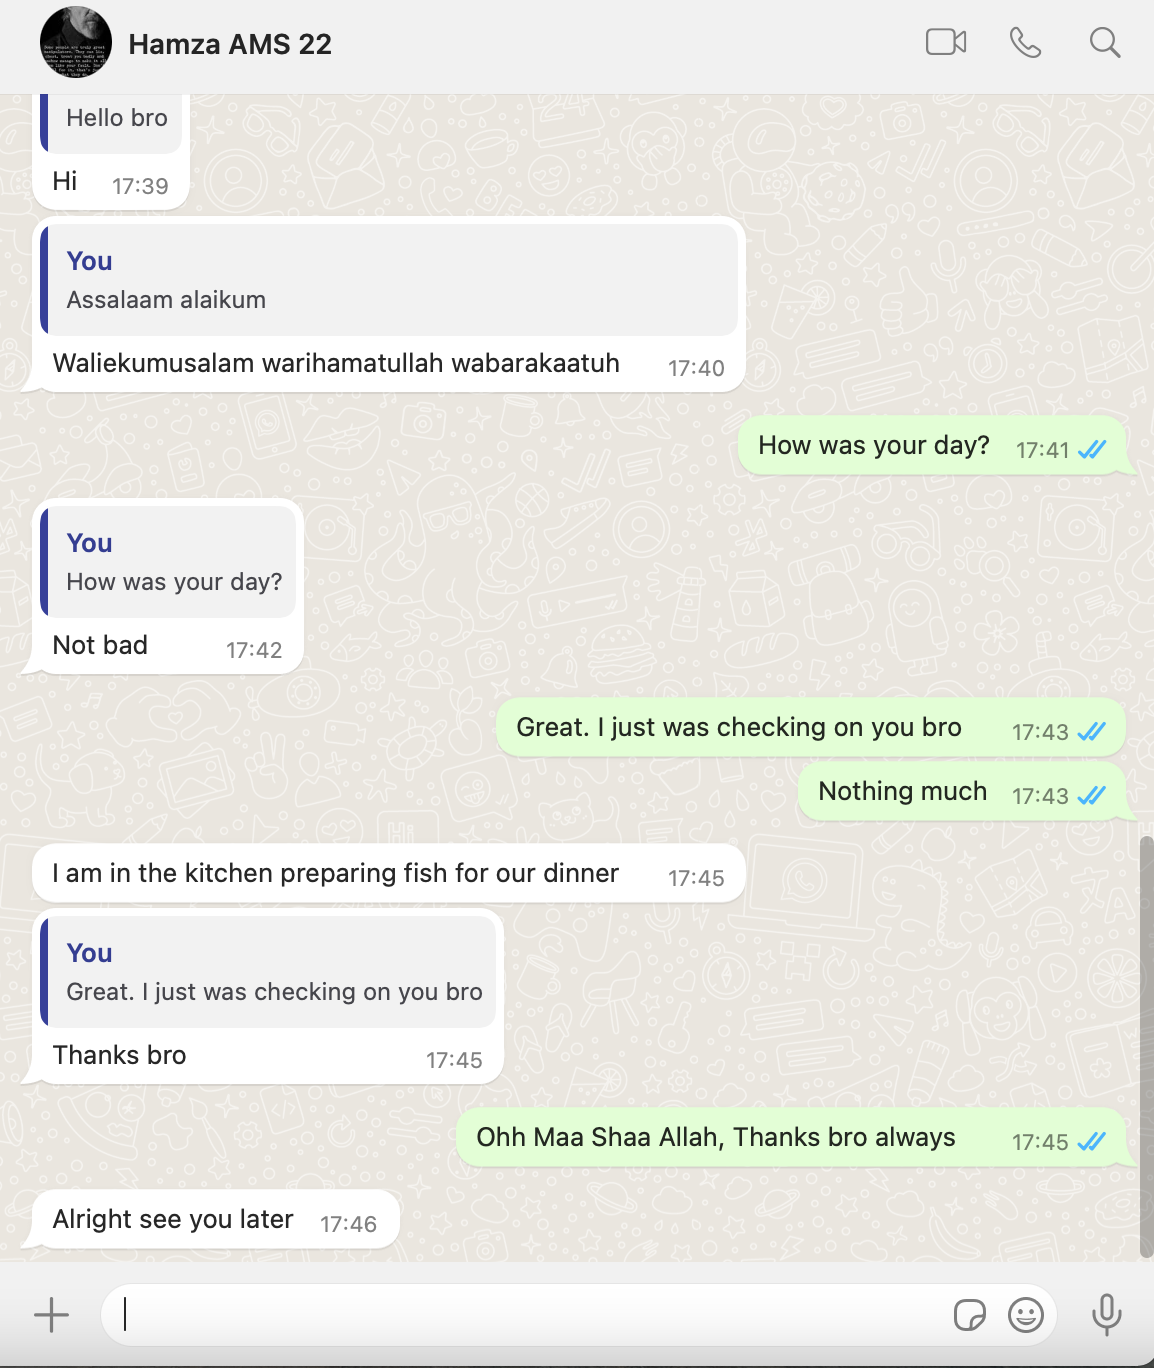 Hamza AMS 22
Hello bro
Hi 17:39
You
Assalaam alaikum
Waliekumusalam warihamatullah wabarakaatuh 17:40
How was your day? 17:41
You
How was your day?
Not bad 17:42
Great. I just was checking on you bro 17:43
Nothing much 17:43
I am in the kitchen preparing fish for our dinner 17:45
You
Great. I just was checking on you bro
Thanks bro 17:45
Ohh Maa Shaa Allah, Thanks bro always 17:45
Alright see you later 17:46